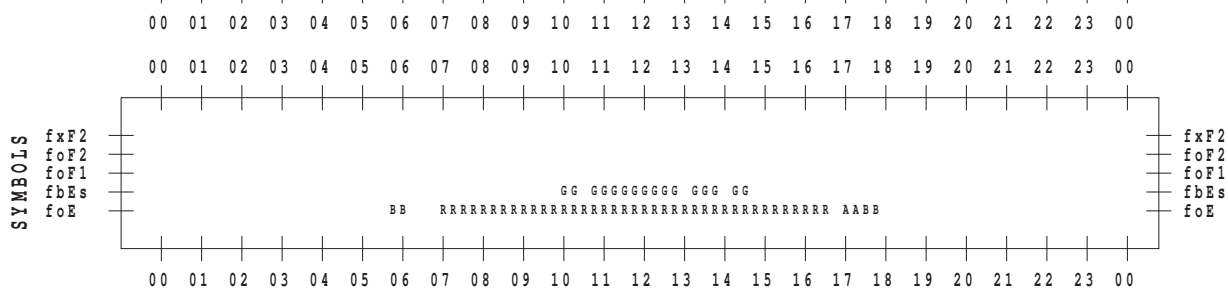 00 01 02 03 04 05 06 07 08 09 10 11 12 13 14 15 16 17 18 19 20 21 22 23 00
00 01 02 03 04 05 06 07 08 09 10 11 12 13 14 15 16 17 18 19 20 21 22 23 00
SYMBOLS
fxF2 fxF2
foF2 foF2
foF1 foF1
fbEs GG GGGGGGGGG GGG GG fbEs
foE BB RRRRRRRRRRRRRRRRRRRRRRRRRRRRRRRRRRRRRRR AABB foE
00 01 02 03 04 05 06 07 08 09 10 11 12 13 14 15 16 17 18 19 20 21 22 23 00